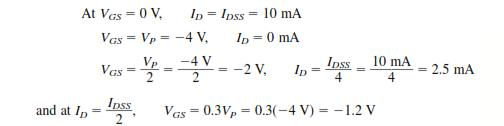 At V_GS = 0 V, I_D = I_DSS = 10 mA
V_GS = V_P = −4 V, I_D = 0 mA
V_GS = V_P/2 = −4 V/2 = −2 V, I_D = I_DSS/4 = 10 mA/4 = 2.5 mA
and at I_D = I_DSS/2, V_GS = 0.3V_P = 0.3(−4 V) = −1.2 V